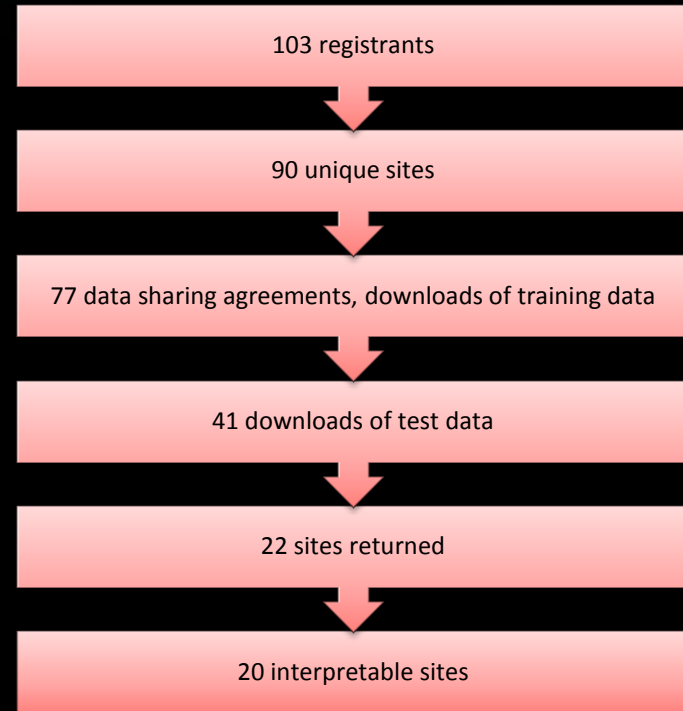 103 registrants
90 unique sites
77 data sharing agreements, downloads of training data
41 downloads of test data
22 sites returned
20 interpretable sites